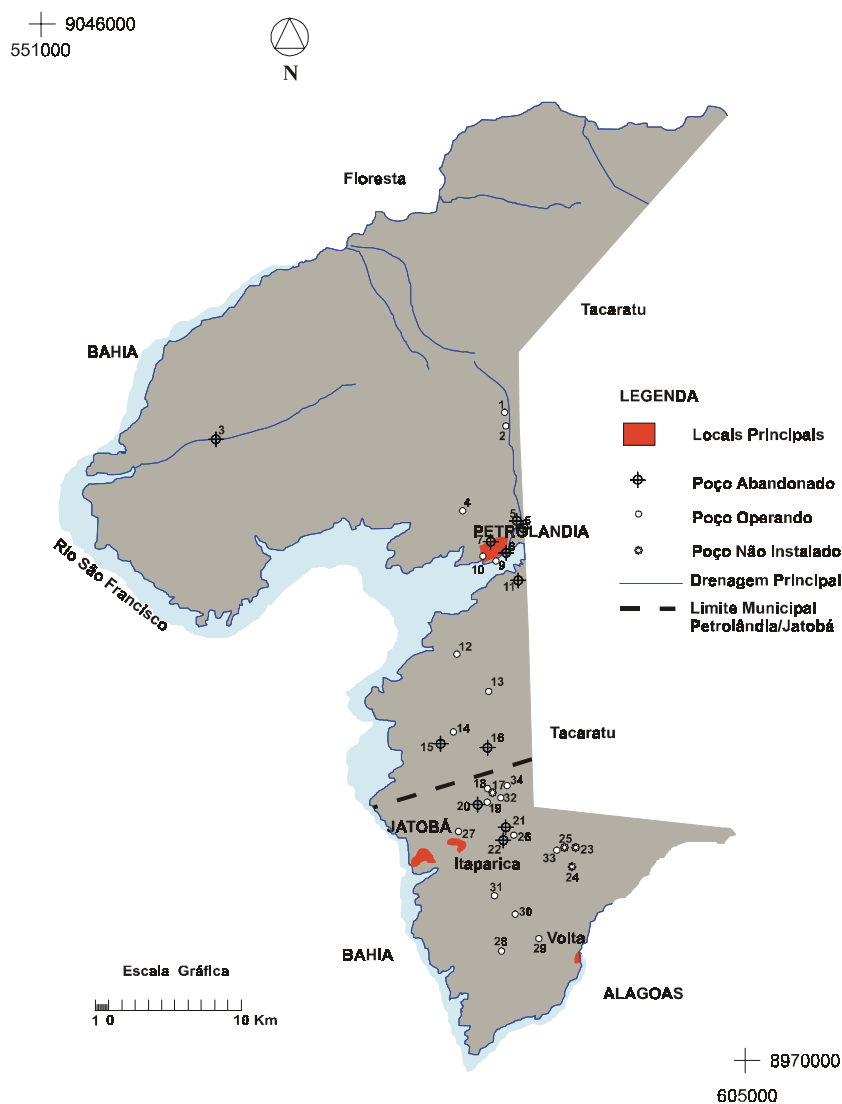 9046000
551000
N
Floresta
Tacaratu
BAHIA
LEGENDA
Locais Principais
Poço Abandonado
Poço Operando
Poço Não Instalado
Drenagem Principal
Limite Municipal
Petrolândia/Jatobá
1
2
3
4
5
PETROLANDIA
7
10
9
11
Rio São Francisco
12
13
14
15
16
Tacaratu
34
18
17
32
20
19
JATOBÁ
21
27
22
25
23
33
Itaparica
24
31
30
Volta
28
29
BAHIA
ALAGOAS
Escala Gráfica
1 0
10 Km
8970000
605000